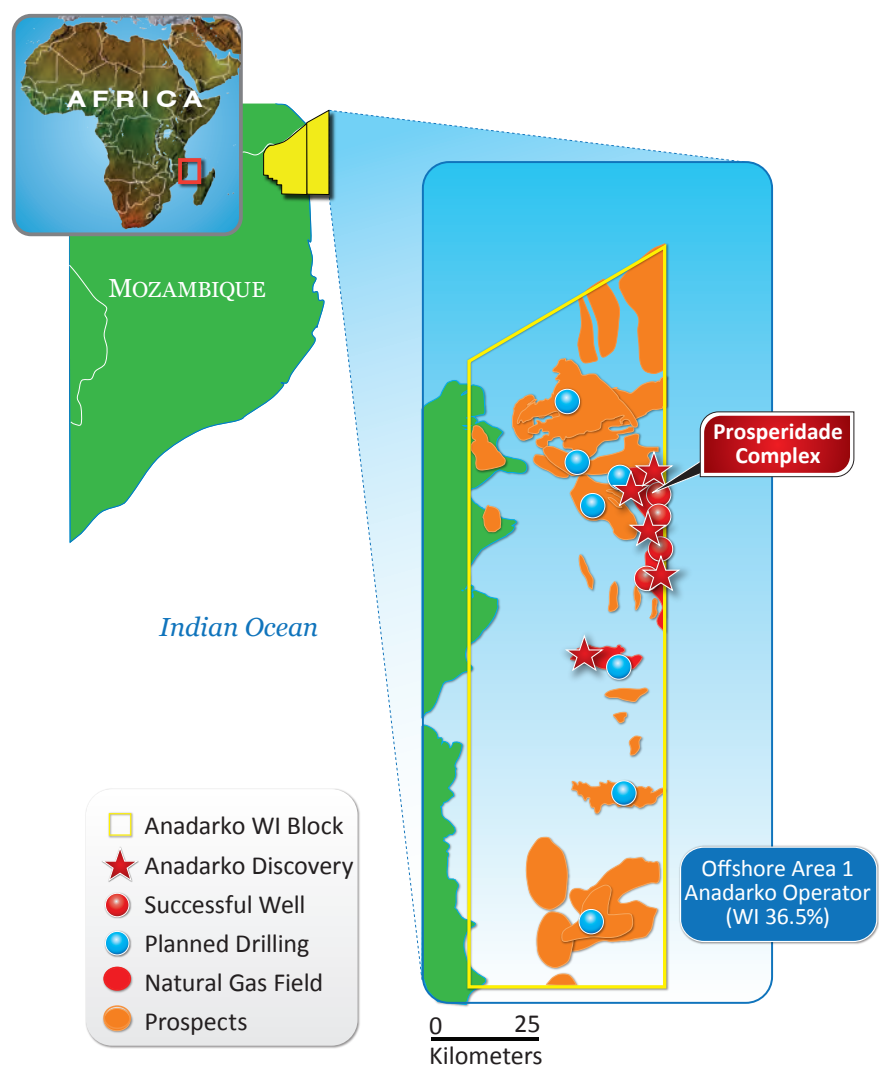 AFRICA
MOZAMBIQUE
Prosperidade
Complex
Indian Ocean
Anadarko WI Block
Anadarko Discovery
Successful Well
Planned Drilling
Natural Gas Field
Prospects
Offshore Area 1
Anadarko Operator
(WI 36.5%)
0 25
Kilometers